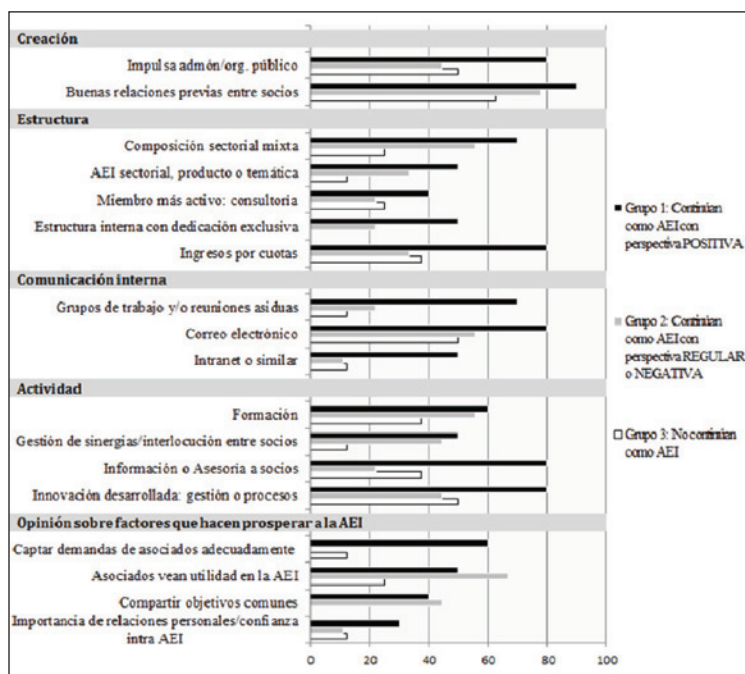 Creación
Impulsa admón/org. público
Buenas relaciones previas entre socios
Estructura
Composición sectorial mixta
AEI sectorial, producto o temática
Miembro más activo: consultoría
Estructura interna con dedicación exclusiva
Ingresos por cuotas
Comunicación interna
Grupos de trabajo y/o reuniones asiduas
Correo electrónico
Intranet o similar
Actividad
Formación
Gestión de sinergias/interlocución entre socios
Información o Asesoría a socios
Innovación desarrollada: gestión o procesos
Opinión sobre factores que hacen prosperar a la AEI
Captar demandas de asociados adecuadamente
Asociados vean utilidad en la AEI
Compartir objetivos comunes
Importancia de relaciones personales/confianza
intra AEI
0 20 40 60 80 100
Grupo 1: Continúan
como AEI con
perspectiva POSITIVA
Grupo 2: Continúan
como AEI con
perspectiva REGULAR
o NEGATIVA
Grupo 3: No continúan
como AEI